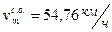 v т э.в. = 54,76 км/ч